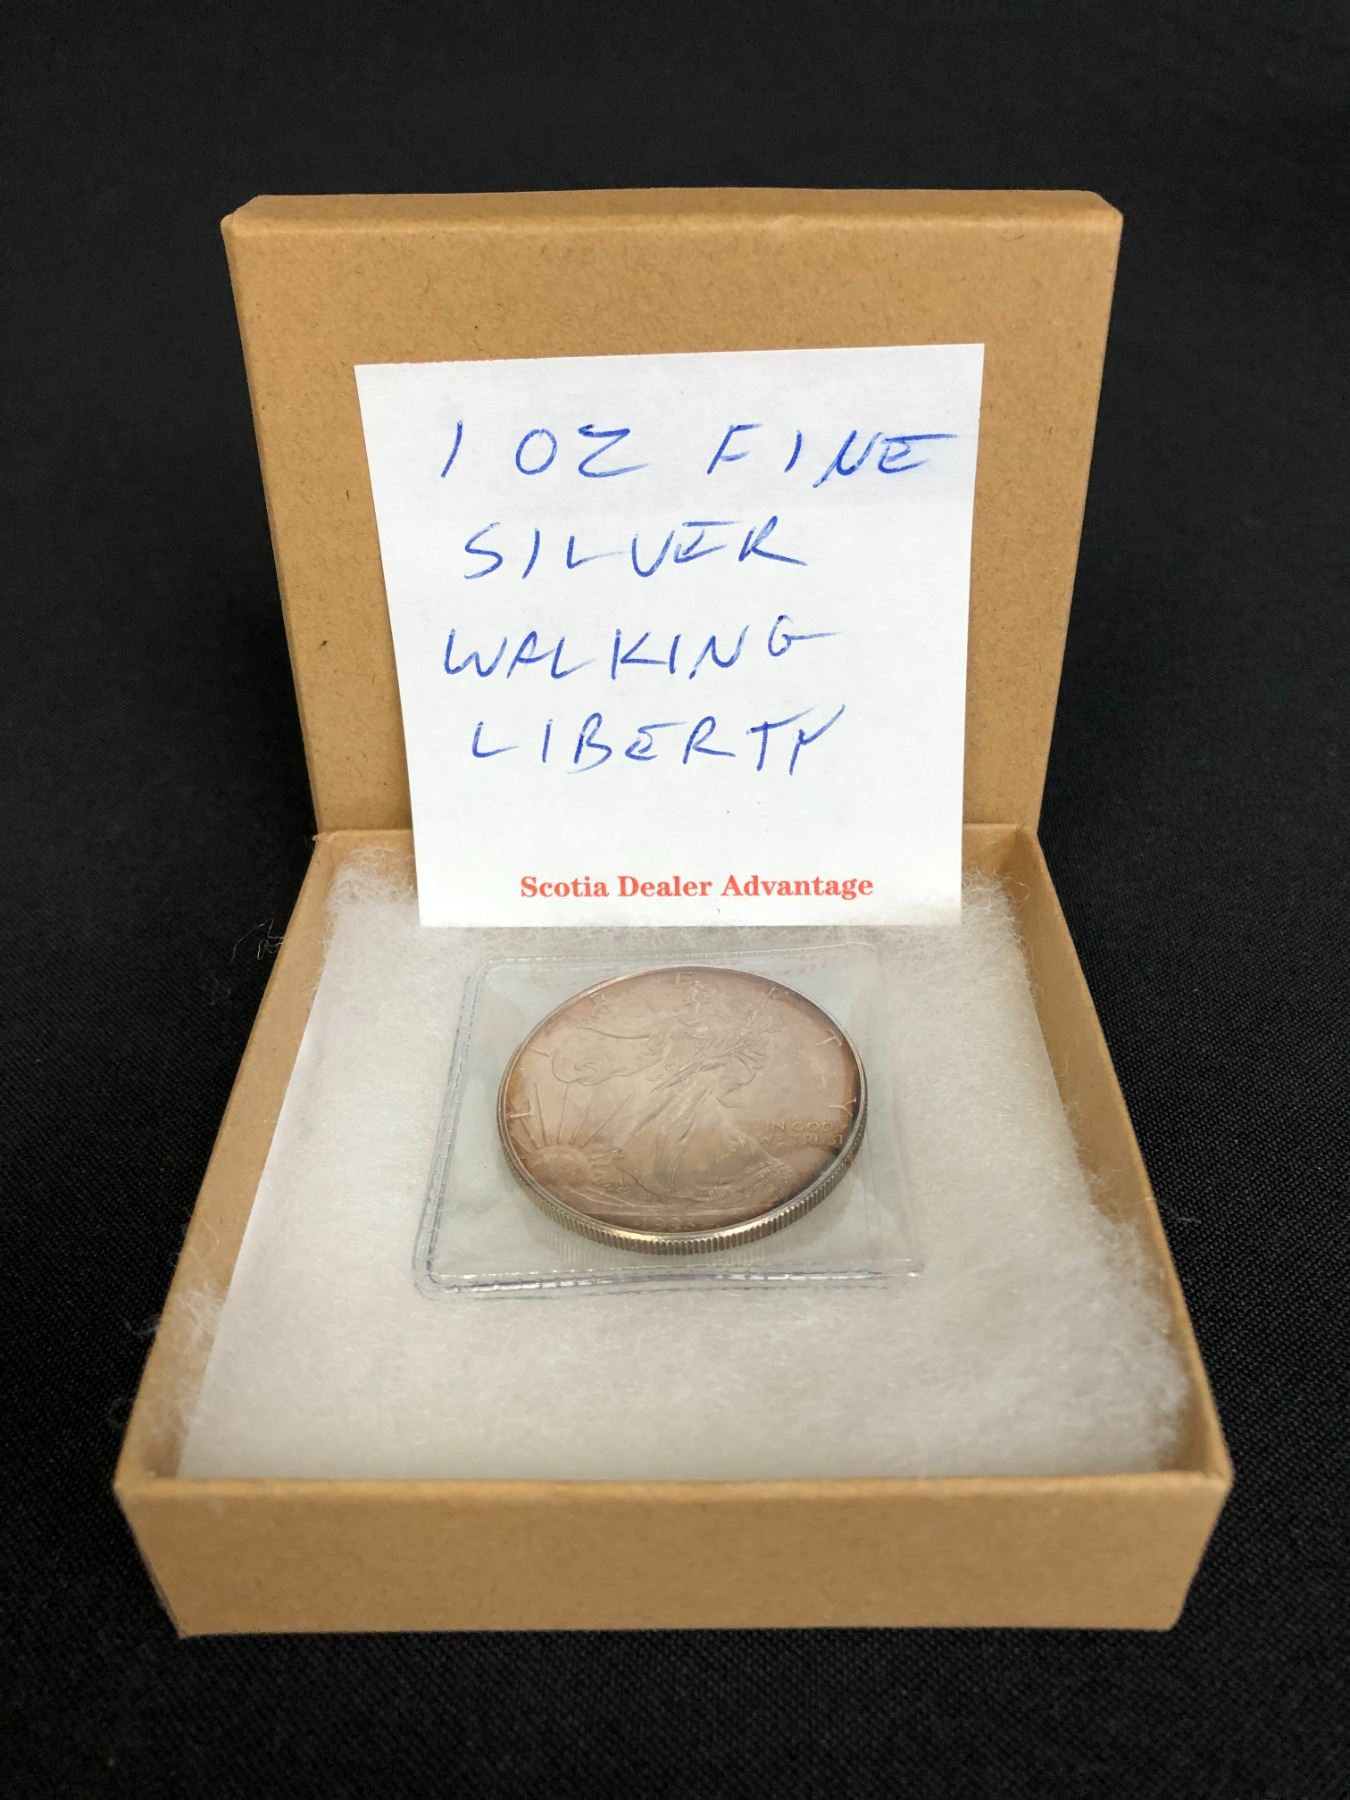 1 OZ FINE
SILVER
WALKING
LIBERTY
Scotia Dealer Advantage
LIBERTY
IN GOD
WE TRUST